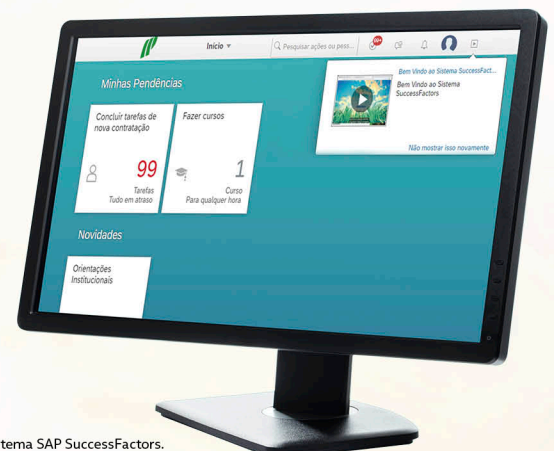 Início
Pesquisar ações ou pess...
99+
Minhas Pendências
Concluir tarefas de
nova contratação
99
Tarefas
Tudo em atraso
Fazer cursos
1
Curso
Para qualquer hora
Bem Vindo ao Sistema SuccessFact...
Bem Vindo ao Sistema
SuccessFactors
Não mostrar isso novamente
Novidades
Orientações
Institucionais
tema SAP SuccessFactors.